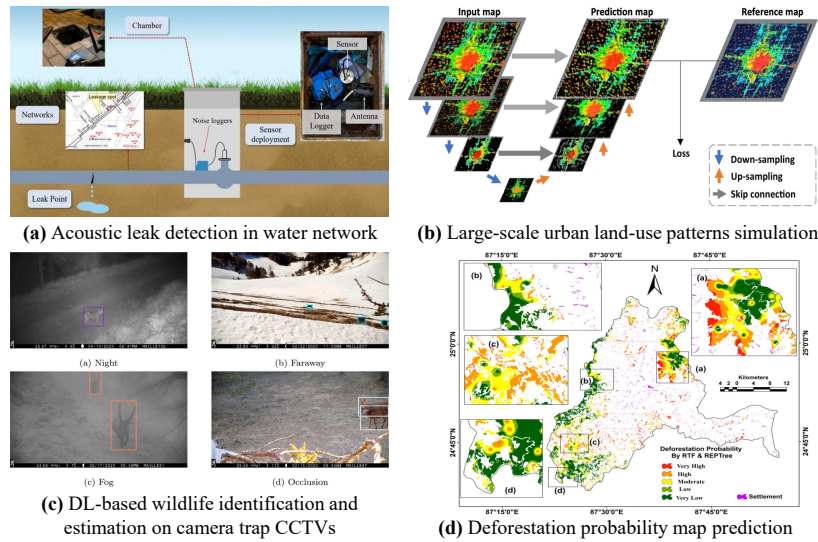 Chamber
Sensor
Networks
Leakage spot
Noise loggers
Data
Logger
Antenna
Sensor
deployment
Leak Point
(a) Acoustic leak detection in water network
Input map
Prediction map
Reference map
Loss
Down-sampling
Up-sampling
Skip connection
(b) Large-scale urban land-use patterns simulation
MAILLE51
(a) Night
(b) Faraway
MAILLE51
(c) Fog
(d) Occlusion
(c) DL-based wildlife identification and
estimation on camera trap CCTVs
87°15'0"E
87°30'0"E
87°45'0"E
(b)
N
(a)
(c)
25°0'0"N
25°0'0"N
Kilometers
4 2 0 4 8 12
(b)
(a)
(c)
24°45'0"N
24°45'0"N
Deforestation Probability
By RTF & REPTree
Very High
High
Moderate
Low
Very Low
Settlement
(d)
(d)
87°15'0"E
87°30'0"E
87°45'0"E
(d) Deforestation probability map prediction